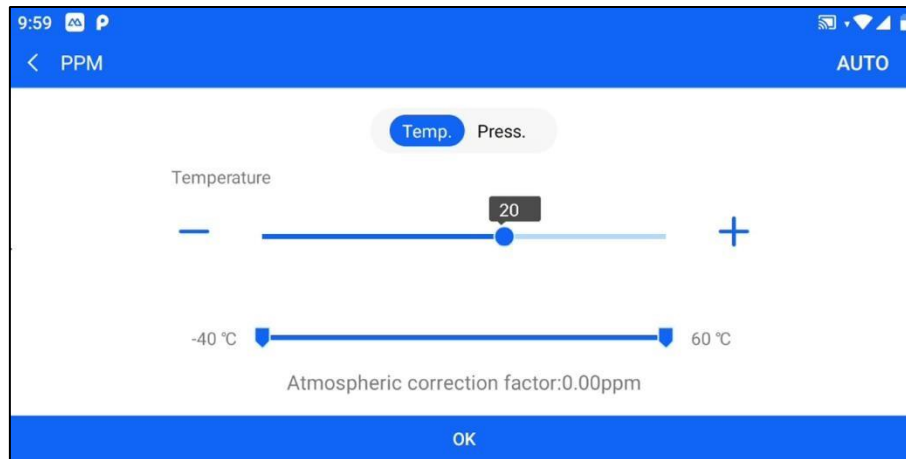 9:59
PPM
AUTO
Temp. Press.
Temperature
20
-40 ℃ 60 ℃
Atmospheric correction factor:0.00ppm
OK